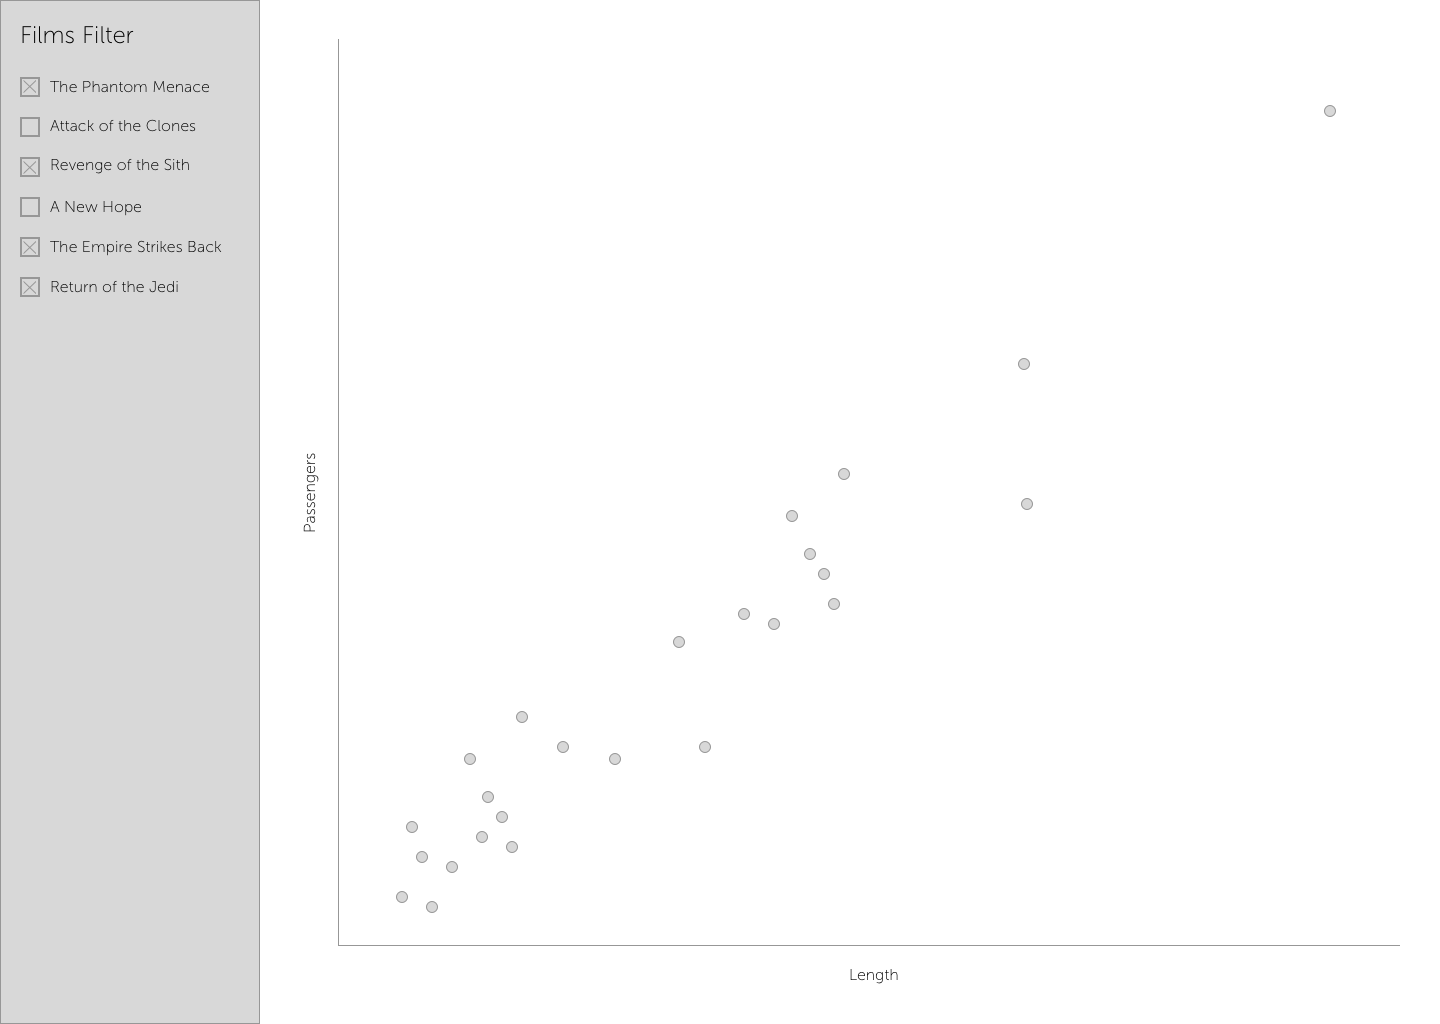 Films Filter
The Phantom Menace
Attack of the Clones
Revenge of the Sith
A New Hope
The Empire Strikes Back
Return of the Jedi
Passengers
Length